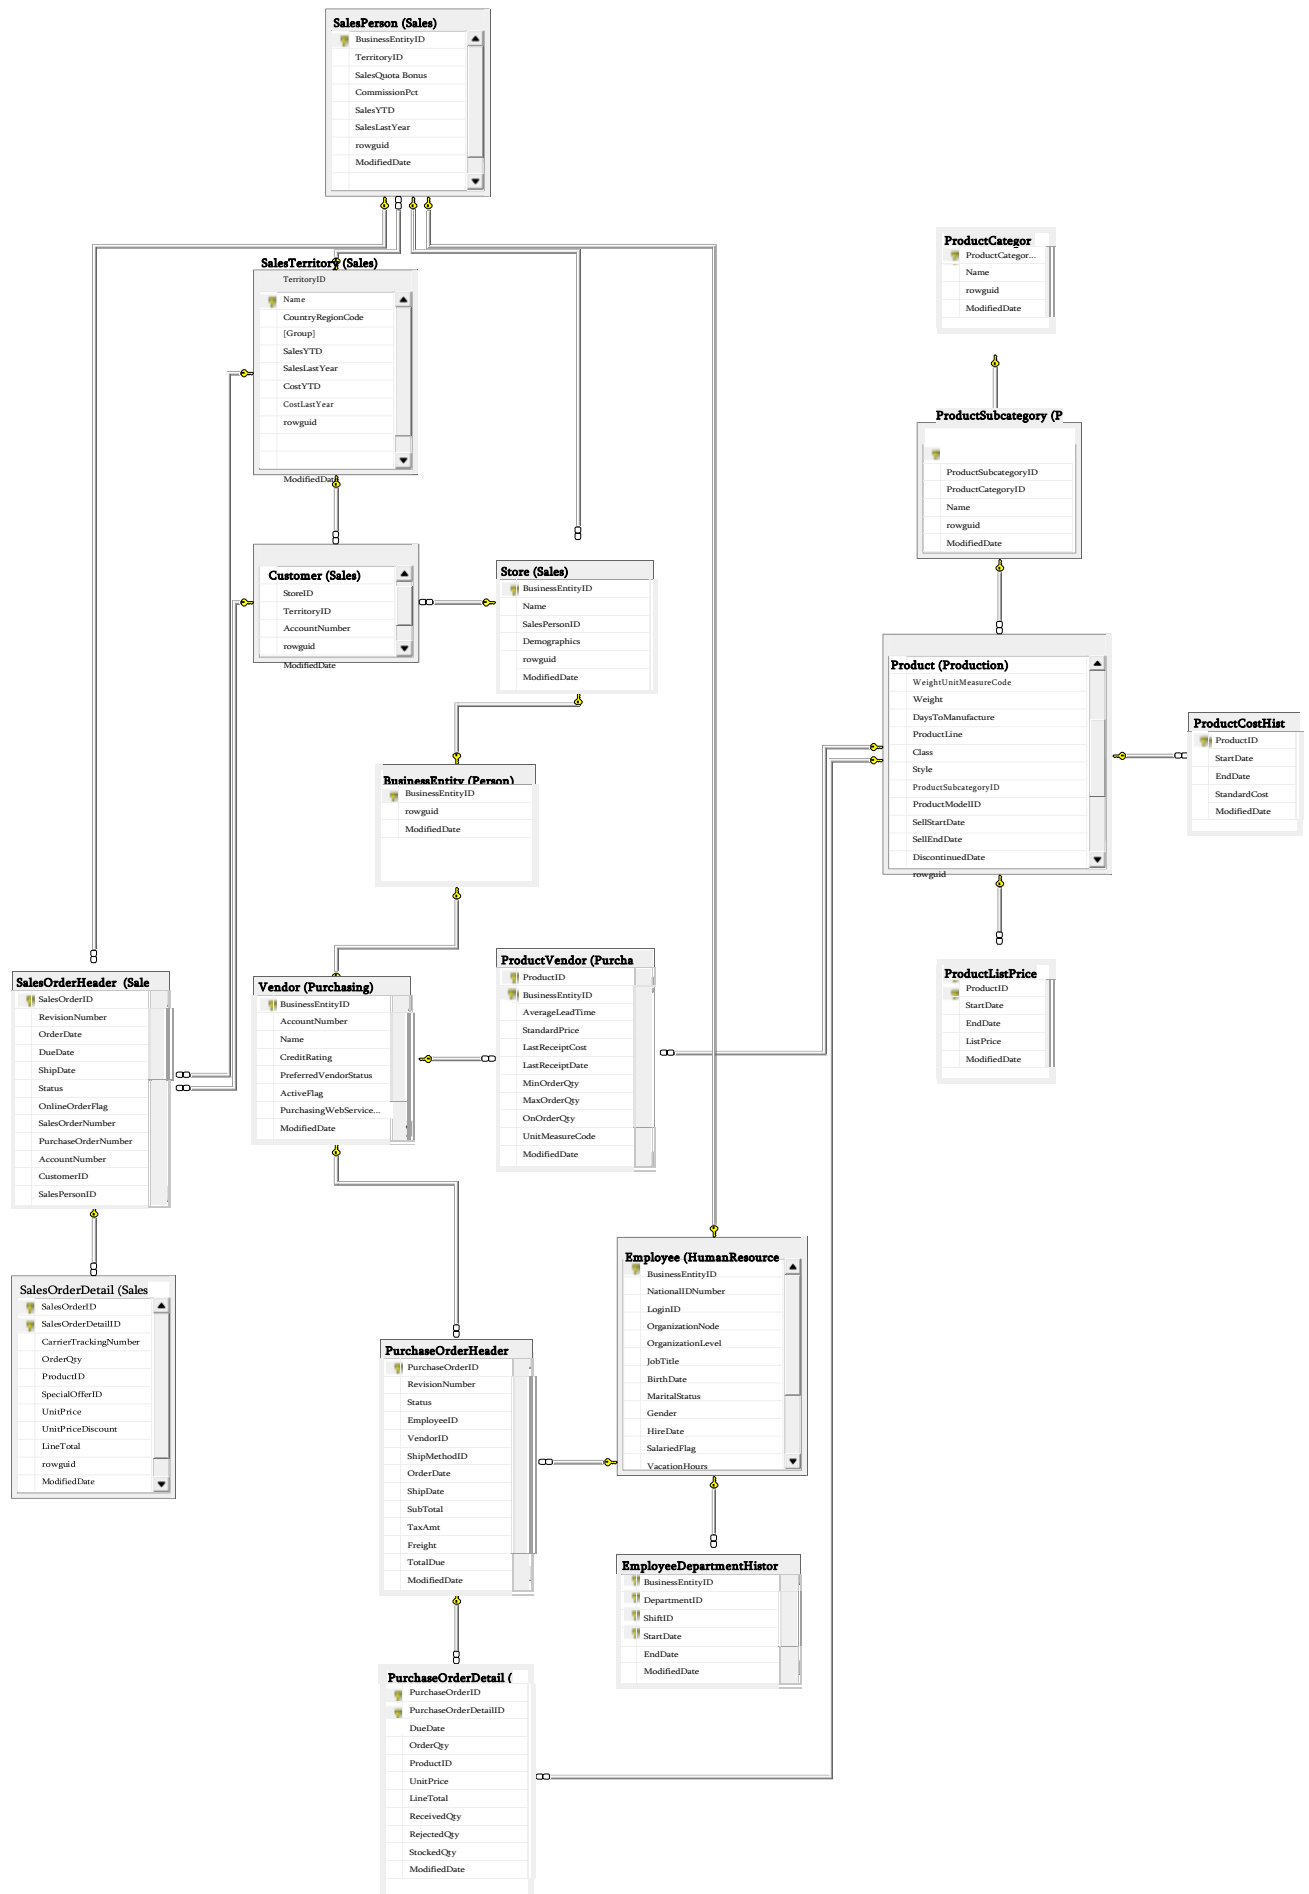 SalesPerson (Sales)
BusinessEntityID
TerritoryID
SalesQuota Bonus
CommissionPct
SalesYTD
SalesLastYear
rowguid
ModifiedDate
SalesTerritory (Sales)
TerritoryID
Name
CountryRegionCode
[Group]
SalesYTD
SalesLastYear
CostYTD
CostLastYear
rowguid
ModifiedDate
ProductCategor
ProductCategor...
Name
rowguid
ModifiedDate
ProductSubcategory (P
ProductSubcategoryID
ProductCategoryID
Name
rowguid
ModifiedDate
Customer (Sales)
StoreID
TerritoryID
AccountNumber
rowguid
ModifiedDate
Store (Sales)
BusinessEntityID
Name
SalesPersonID
Demographics
rowguid
ModifiedDate
Product (Production)
WeightUnitMeasureCode
Weight
DaysToManufacture
ProductLine
Class
Style
ProductSubcategoryID
ProductModelID
SellStartDate
SellEndDate
DiscontinuedDate
rowguid
ProductCostHist
ProductID
StartDate
EndDate
StandardCost
ModifiedDate
BusinessEntity (Person)
BusinessEntityID
rowguid
ModifiedDate
SalesOrderHeader (Sale
SalesOrderID
RevisionNumber
OrderDate
DueDate
ShipDate
Status
OnlineOrderFlag
SalesOrderNumber
PurchaseOrderNumber
AccountNumber
CustomerID
SalesPersonID
Vendor (Purchasing)
BusinessEntityID
AccountNumber
Name
CreditRating
PreferredVendorStatus
ActiveFlag
PurchasingWebService...
ModifiedDate
ProductVendor (Purcha
ProductID
BusinessEntityID
AverageLeadTime
StandardPrice
LastReceiptCost
LastReceiptDate
MinOrderQty
MaxOrderQty
OnOrderQty
UnitMeasureCode
ModifiedDate
ProductListPrice
ProductID
StartDate
EndDate
ListPrice
ModifiedDate
SalesOrderDetail (Sales
SalesOrderID
SalesOrderDetailID
CarrierTrackingNumber
OrderQty
ProductID
SpecialOfferID
UnitPrice
UnitPriceDiscount
LineTotal
rowguid
ModifiedDate
Employee (HumanResource
BusinessEntityID
NationalIDNumber
LoginID
OrganizationNode
OrganizationLevel
JobTitle
BirthDate
MaritalStatus
Gender
HireDate
SalariedFlag
VacationHours
PurchaseOrderHeader
PurchaseOrderID
RevisionNumber
Status
EmployeeID
VendorID
ShipMethodID
OrderDate
ShipDate
SubTotal
TaxAmt
Freight
TotalDue
ModifiedDate
EmployeeDepartmentHistor
BusinessEntityID
DepartmentID
ShiftID
StartDate
EndDate
ModifiedDate
PurchaseOrderDetail (
PurchaseOrderID
PurchaseOrderDetailID
DueDate
OrderQty
ProductID
UnitPrice
LineTotal
ReceivedQty
RejectedQty
StockedQty
ModifiedDate